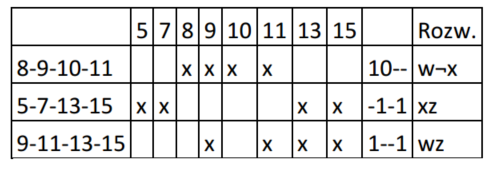 5 7 8 9 10 11 13 15 Rozw.
8-9-10-11 x x x x 10-- w¬x
5-7-13-15 x x x x -1-1 xz
9-11-13-15 x x x x 1--1 wz